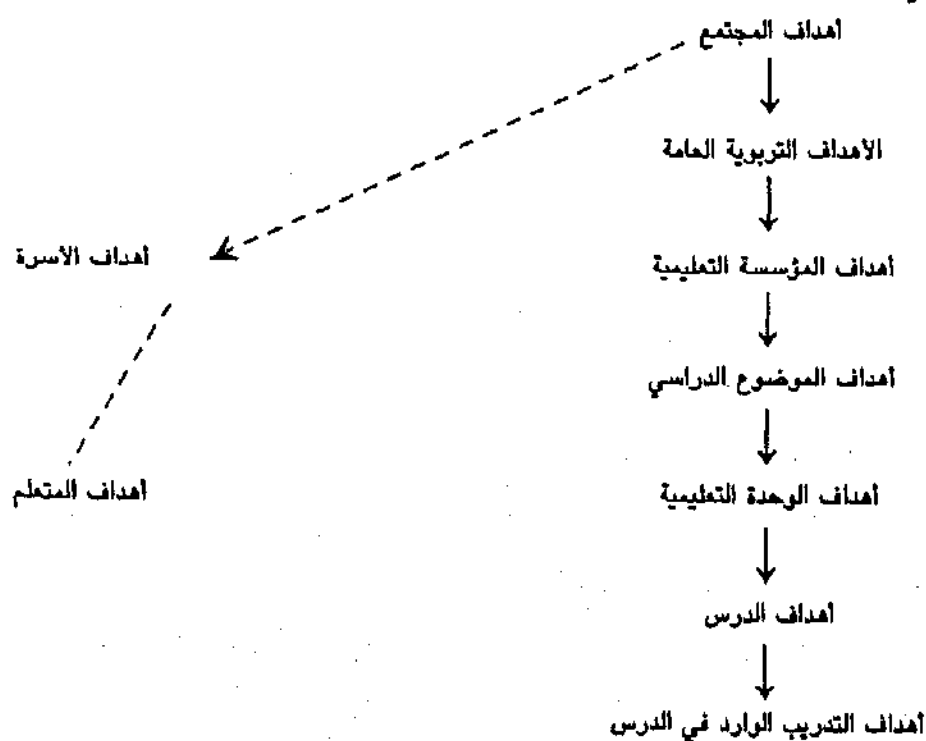 أهداف المجتمع
الأهداف التربوية العامة
أهداف المؤسسة التعليمية
أهداف الأسرة
أهداف الموضوع الدراسي
أهداف الوحدة التعليمية
أهداف المتعلم
أهداف الدرس
أهداف التدريب الوارد في الدرس